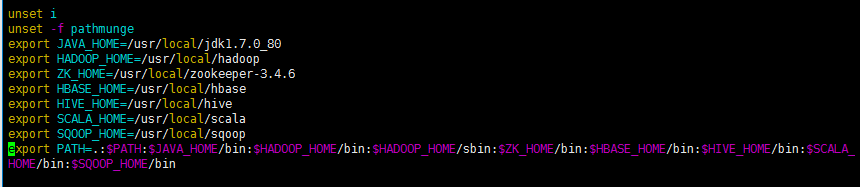 unset i
unset -f pathmunge
export JAVA_HOME=/usr/local/jdk1.7.0_80
export HADOOP_HOME=/usr/local/hadoop
export ZK_HOME=/usr/local/zookeeper-3.4.6
export HBASE_HOME=/usr/local/hbase
export HIVE_HOME=/usr/local/hive
export SCALA_HOME=/usr/local/scala
export SQOOP_HOME=/usr/local/sqoop
export PATH=.:$PATH:$JAVA_HOME/bin:$HADOOP_HOME/bin:$HADOOP_HOME/sbin:$ZK_HOME/bin:$HBASE_HOME/bin:$HIVE_HOME/bin:$SCALA_
HOME/bin:$SQOOP_HOME/bin